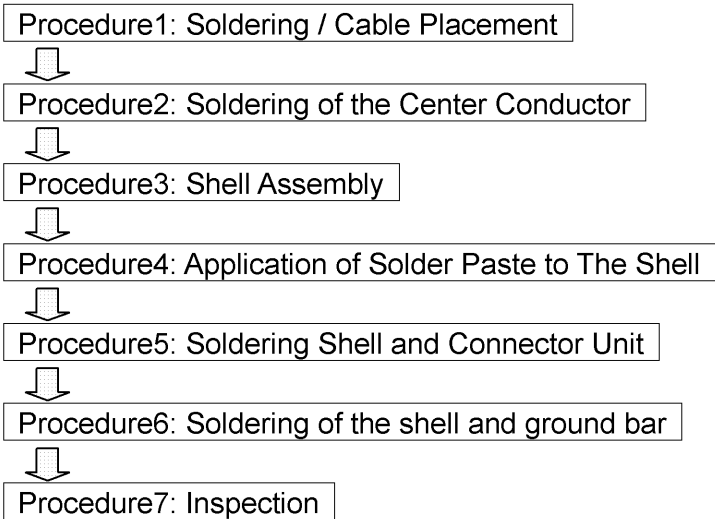 Procedure1: Soldering / Cable Placement
Procedure2: Soldering of the Center Conductor
Procedure3: Shell Assembly
Procedure4: Application of Solder Paste to The Shell
Procedure5: Soldering Shell and Connector Unit
Procedure6: Soldering of the shell and ground bar
Procedure7: Inspection